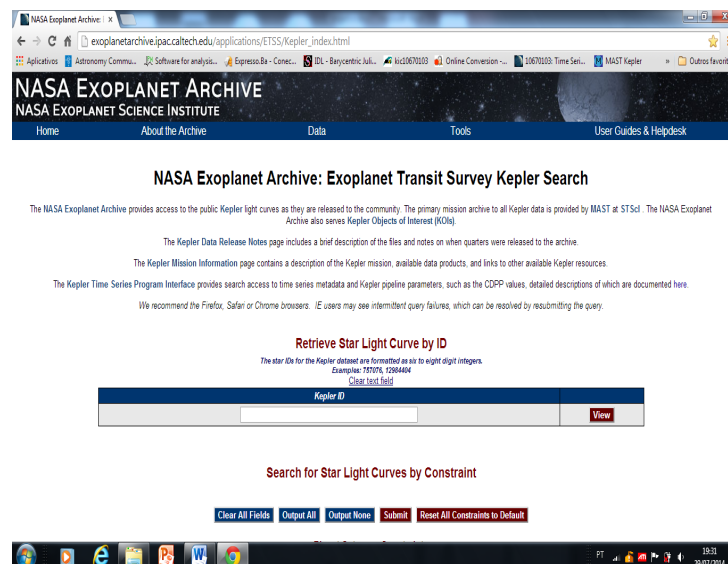 NASA Exoplanet Archive:
exoplanetarchive.ipac.caltech.edu/applications/ETSS/Kepler_index.html
Aplicativos Astronomy Commu... Software for analysis... Expresso.Ba - Conec... IDL - Barycentric Juli... kic10670103 Online Conversion -... 10670103: Time Seri... MAST Kepler » Outros favorit
NASA EXOPLANET ARCHIVE
NASA EXOPLANET SCIENCE INSTITUTE
Home About the Archive Data Tools User Guides & Helpdesk
NASA Exoplanet Archive: Exoplanet Transit Survey Kepler Search
The NASA Exoplanet Archive provides access to the public Kepler light curves as they are released to the community. The primary mission archive to all Kepler data is provided by MAST at STScI . The NASA Exoplanet
Archive also serves Kepler Objects of Interest (KOIs).
The Kepler Data Release Notes page includes a brief description of the files and notes on when quarters were released to the archive.
The Kepler Mission Information page contains a description of the Kepler mission, available data products, and links to other available Kepler resources.
The Kepler Time Series Program Interface provides search access to time series metadata and Kepler pipeline parameters, such as the CDPP values, detailed descriptions of which are documented here.
We recommend the Firefox, Safari or Chrome browsers. IE users may see intermittent query failures, which can be resolved by resubmitting the query.
Retrieve Star Light Curve by ID
The star IDs for the Kepler dataset are formatted as six to eight digit integers.
Examples: 757076, 12984404
Clear text field
Kepler ID
View
Search for Star Light Curves by Constraint
Clear All Fields Output All Output None Submit Reset All Constraints to Default
PT 19:31
29/07/2014